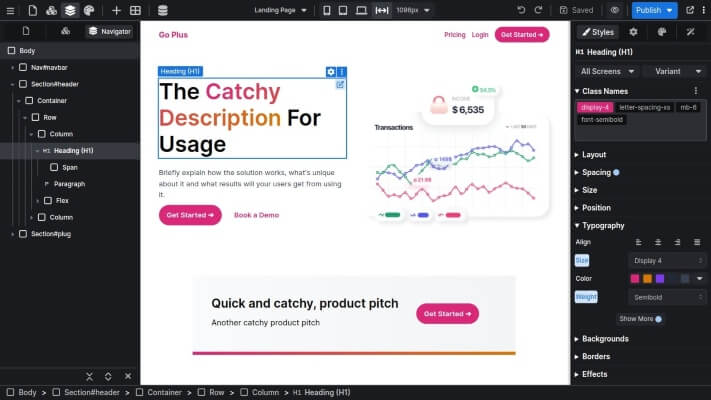 Landing Page
1098px
Saved
Publish
Navigator
Body
Nav#navbar
Section#header
Container
Row
Column
H1 Heading (H1)
Span
Paragraph
Flex
Column
Section#plug
Go Plus
Pricing
Login
Get Started →
Heading (H1)
The Catchy
Description For
Usage
Briefly explain how the solution works, what's unique
about it and what results will your users get from using
it.
Get Started →
Book a Demo
54.5%
INCOME
$ 6,535
Transactions
Quick and catchy, product pitch
Another catchy product pitch
Get Started →
Styles
H1 Heading (H1)
All Screens
Variant
Class Names
display-4
letter-spacing-xs
mb-6
font-semibold
Layout
Spacing
Size
Position
Typography
Align
Size
Display 4
Color
Weight
Semibold
Show More
Backgrounds
Borders
Effects
Body > Section#header > Container > Row > Column > H1 Heading (H1)